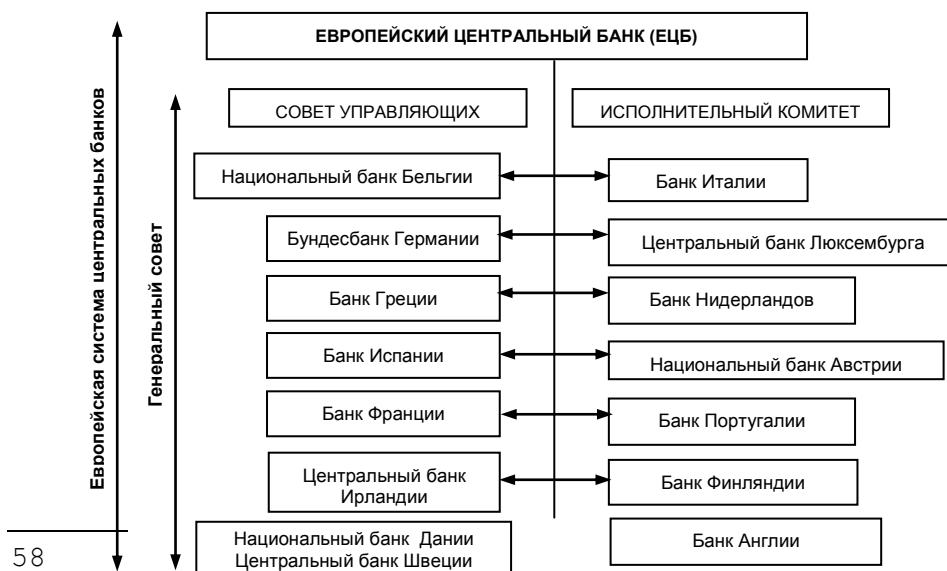 ЕВРОПЕЙСКИЙ ЦЕНТРАЛЬНЫЙ БАНК (ЕЦБ)
Европейская система центральных банков
Генеральный совет
СОВЕТ УПРАВЛЯЮЩИХ
ИСПОЛНИТЕЛЬНЫЙ КОМИТЕТ
Национальный банк Бельгии
Банк Италии
Бундесбанк Германии
Центральный банк Люксембурга
Банк Греции
Банк Нидерландов
Банк Испании
Национальный банк Австрии
Банк Франции
Банк Португалии
Центральный банк
Ирландии
Банк Финляндии
Национальный банк Дании
Центральный банк Швеции
Банк Англии
58